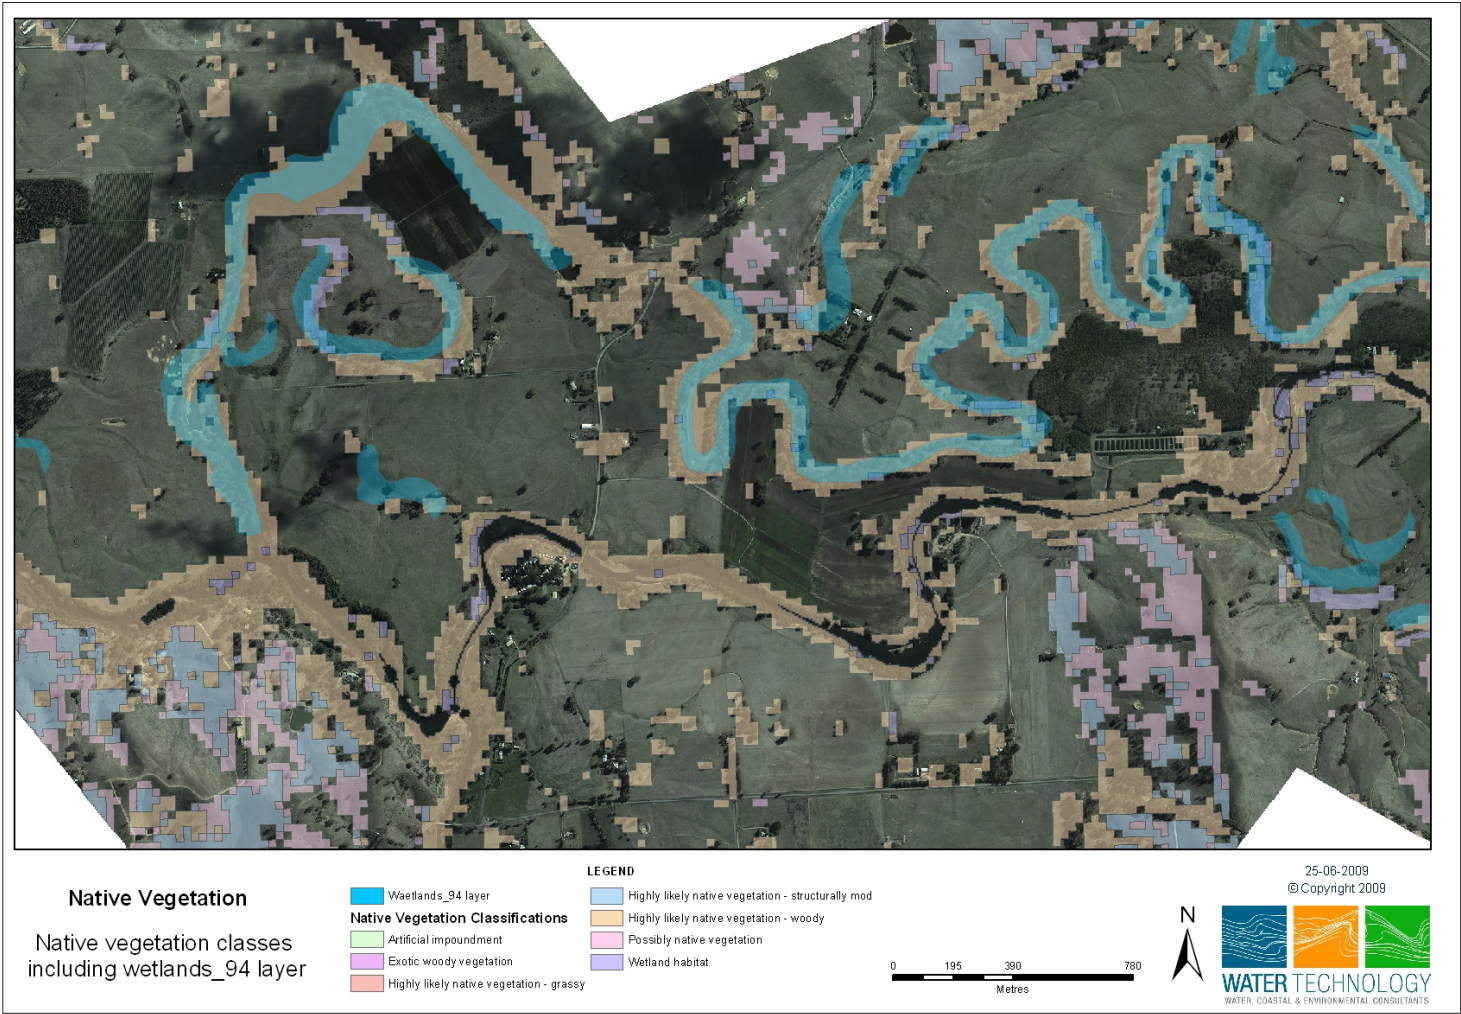 Native Vegetation
Native vegetation classes
including wetlands_94 layer
LEGEND
Waetlands_94 layer
Native Vegetation Classifications
Artificial impoundment
Exotic woody vegetation
Highly likely native vegetation - grassy
Highly likely native vegetation - structurally mod
Highly likely native vegetation - woody
Possibly native vegetation
Wetland habitat
0 195 390 780
Metres
N
25-06-2009
© Copyright 2009
WATER TECHNOLOGY
WATER, COASTAL & ENVIRONMENTAL CONSULTANTS